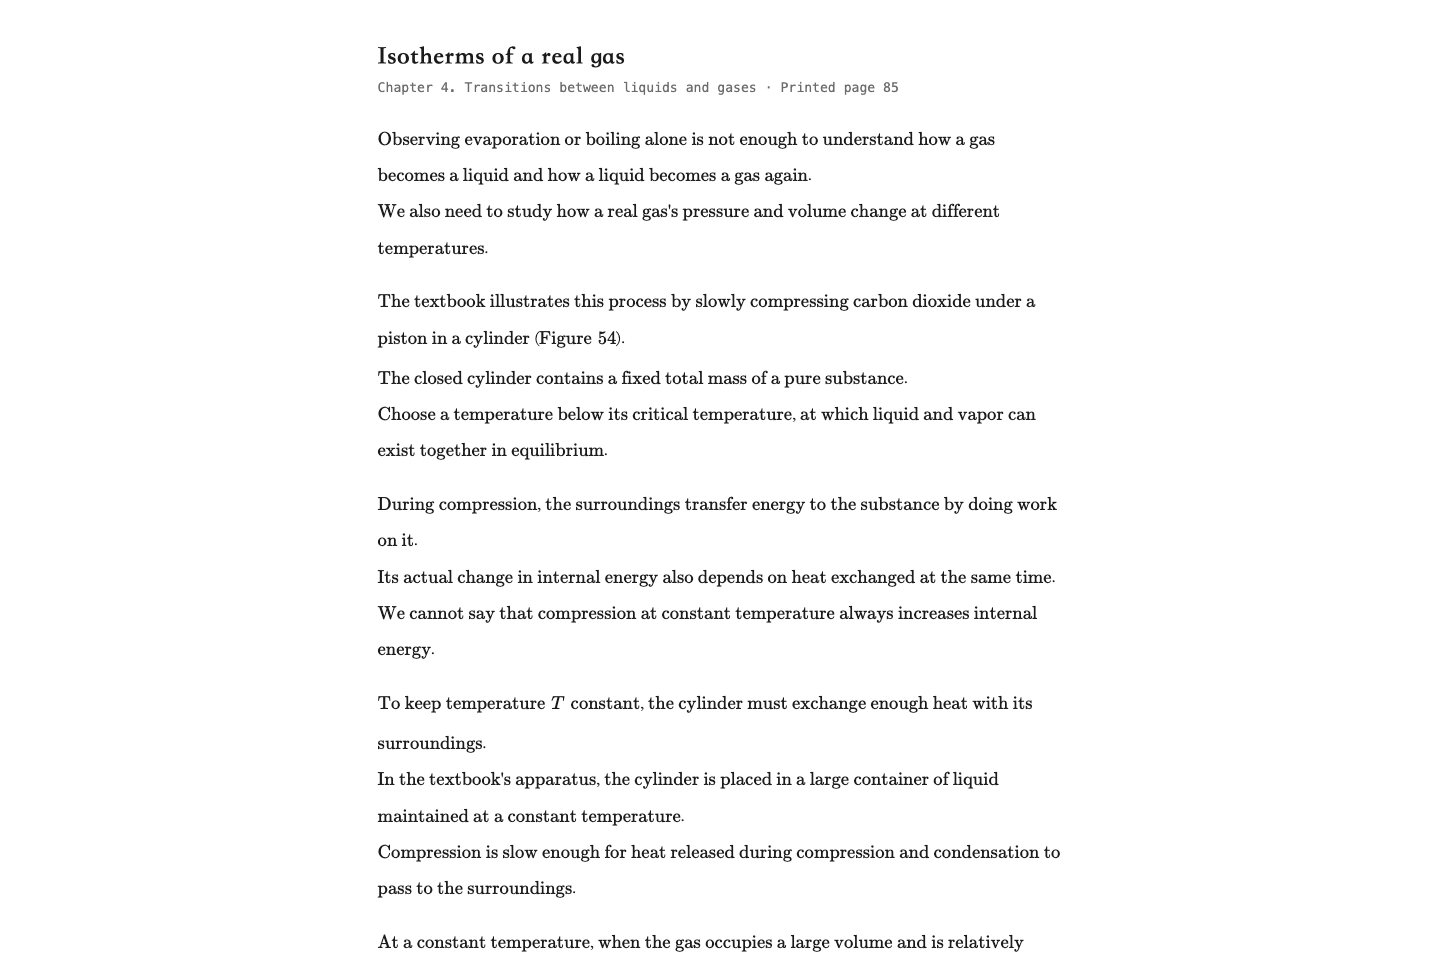 Isotherms of a real gas
Chapter 4. Transitions between liquids and gases · Printed page 85
Observing evaporation or boiling alone is not enough to understand how a gas
becomes a liquid and how a liquid becomes a gas again.
We also need to study how a real gas's pressure and volume change at different
temperatures.
The textbook illustrates this process by slowly compressing carbon dioxide under a
piston in a cylinder (Figure 54).
The closed cylinder contains a fixed total mass of a pure substance.
Choose a temperature below its critical temperature, at which liquid and vapor can
exist together in equilibrium.
During compression, the surroundings transfer energy to the substance by doing work
on it.
Its actual change in internal energy also depends on heat exchanged at the same time.
We cannot say that compression at constant temperature always increases internal
energy.
To keep temperature T constant, the cylinder must exchange enough heat with its
surroundings.
In the textbook's apparatus, the cylinder is placed in a large container of liquid
maintained at a constant temperature.
Compression is slow enough for heat released during compression and condensation to
pass to the surroundings.
At a constant temperature, when the gas occupies a large volume and is relatively